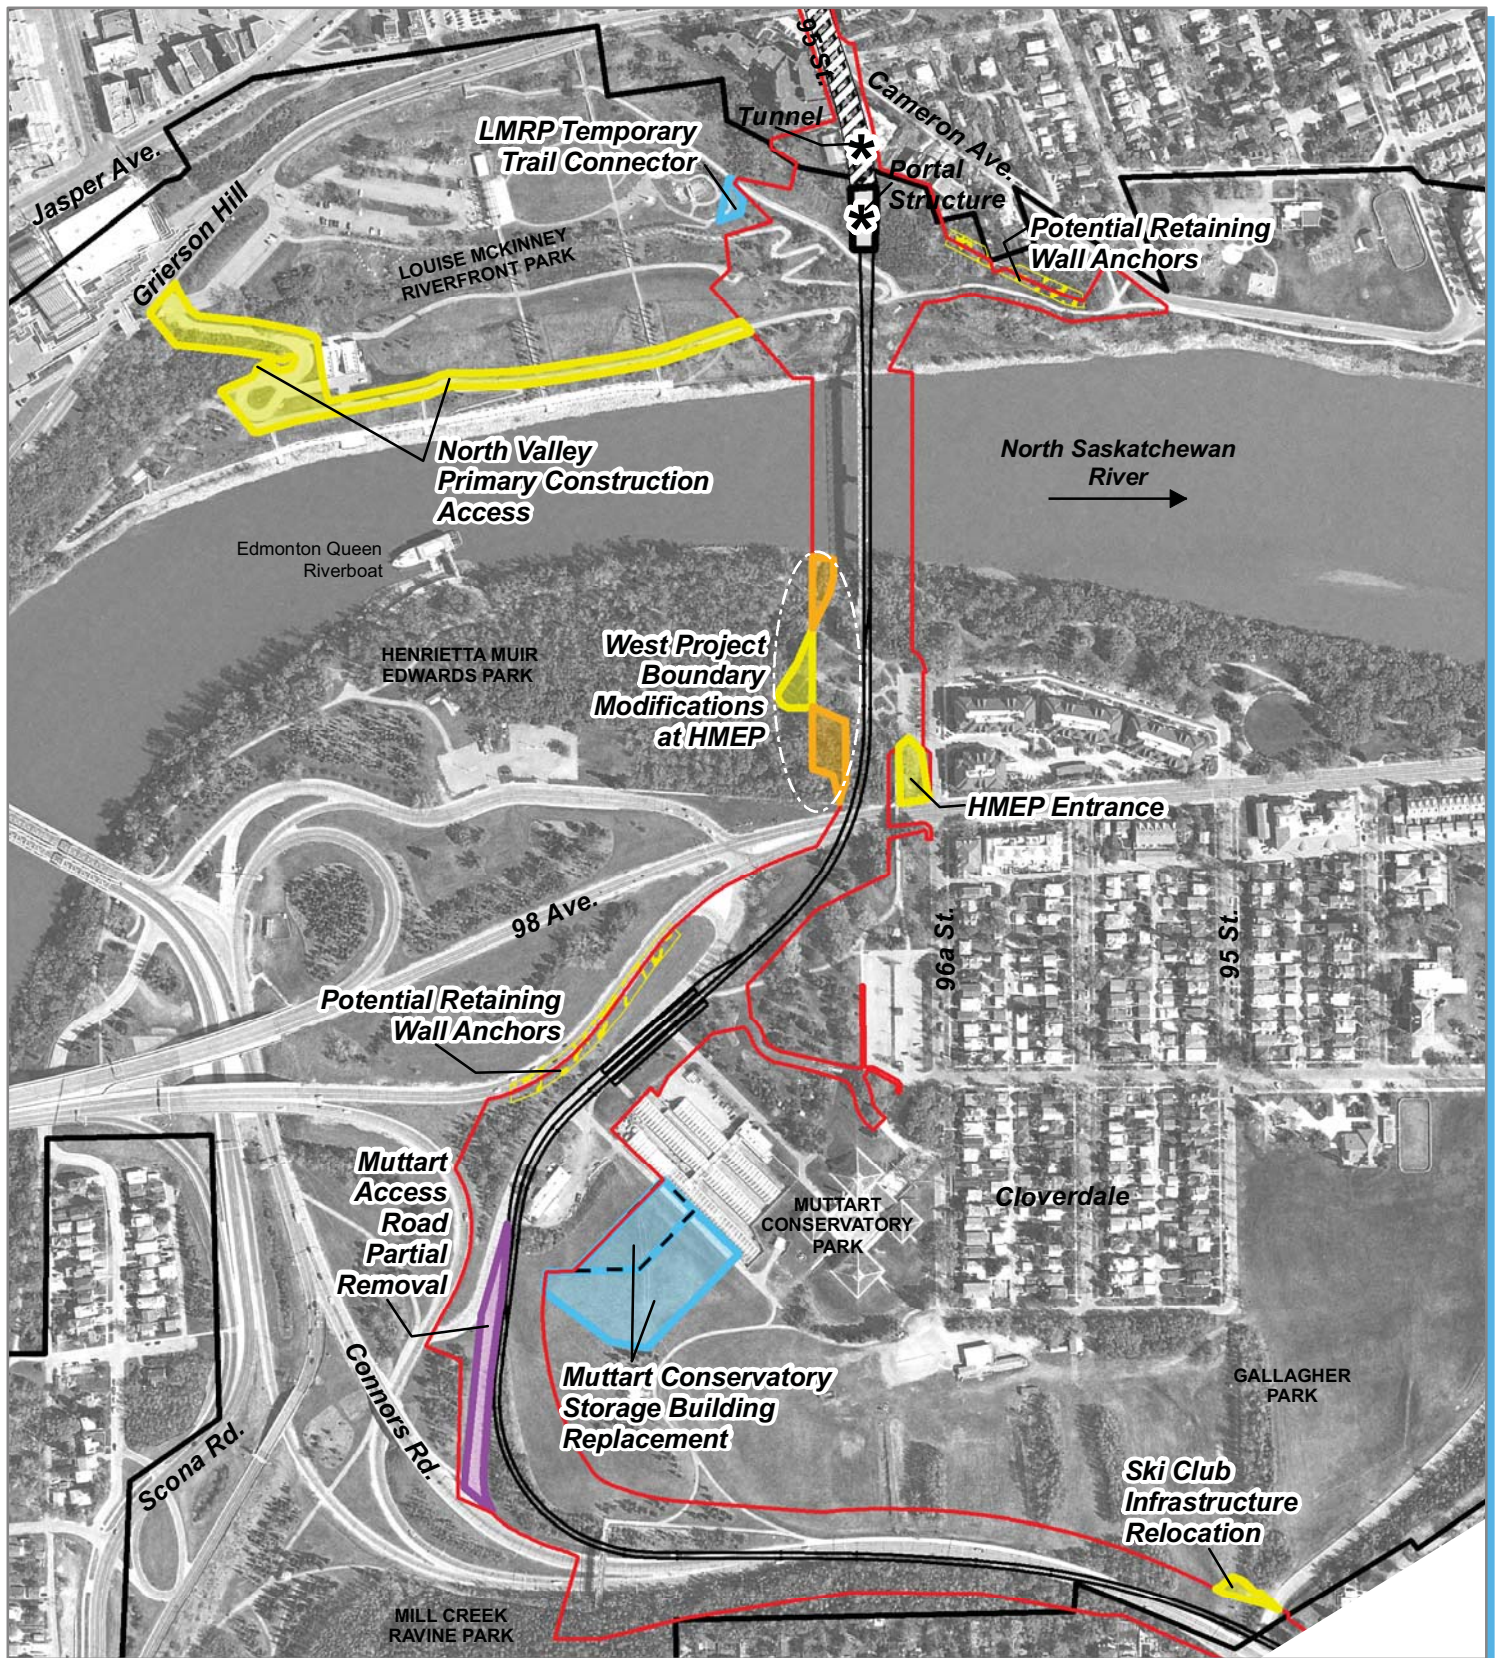 95 St.
Cameron Ave.
Tunnel
LMRP Temporary
Trail Connector
Portal
Structure
Jasper Ave.
Grierson Hill
LOUISE MCKINNEY
RIVERFRONT PARK
Potential Retaining
Wall Anchors
North Valley
Primary Construction
Access
North Saskatchewan
River
Edmonton Queen
Riverboat
HENRIETTA MUIR
EDWARDS PARK
West Project
Boundary
Modifications
at HMEP
HMEP Entrance
98 Ave.
96a St.
95 St.
Potential Retaining
Wall Anchors
Muttart
Access
Road
Partial
Removal
MUTTART
CONSERVATORY
PARK
Cloverdale
Connors Rd.
Scona Rd.
Muttart Conservatory
Storage Building
Replacement
GALLAGHER
PARK
Ski Club
Infrastructure
Relocation
MILL CREEK
RAVINE PARK